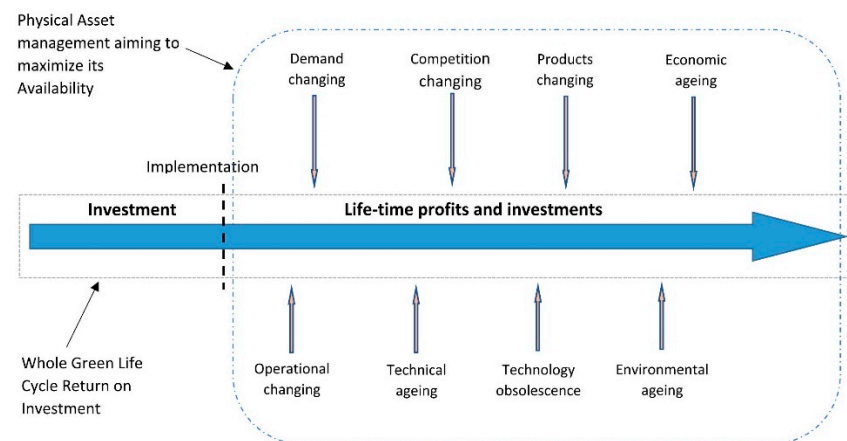 Physical Asset
management aiming to
maximize its
Availability
Demand
changing
Competition
changing
Products
changing
Economic
ageing
Implementation
Investment
Life-time profits and investments
Whole Green Life
Cycle Return on
Investment
Operational
changing
Technical
ageing
Technology
obsolescence
Environmental
ageing